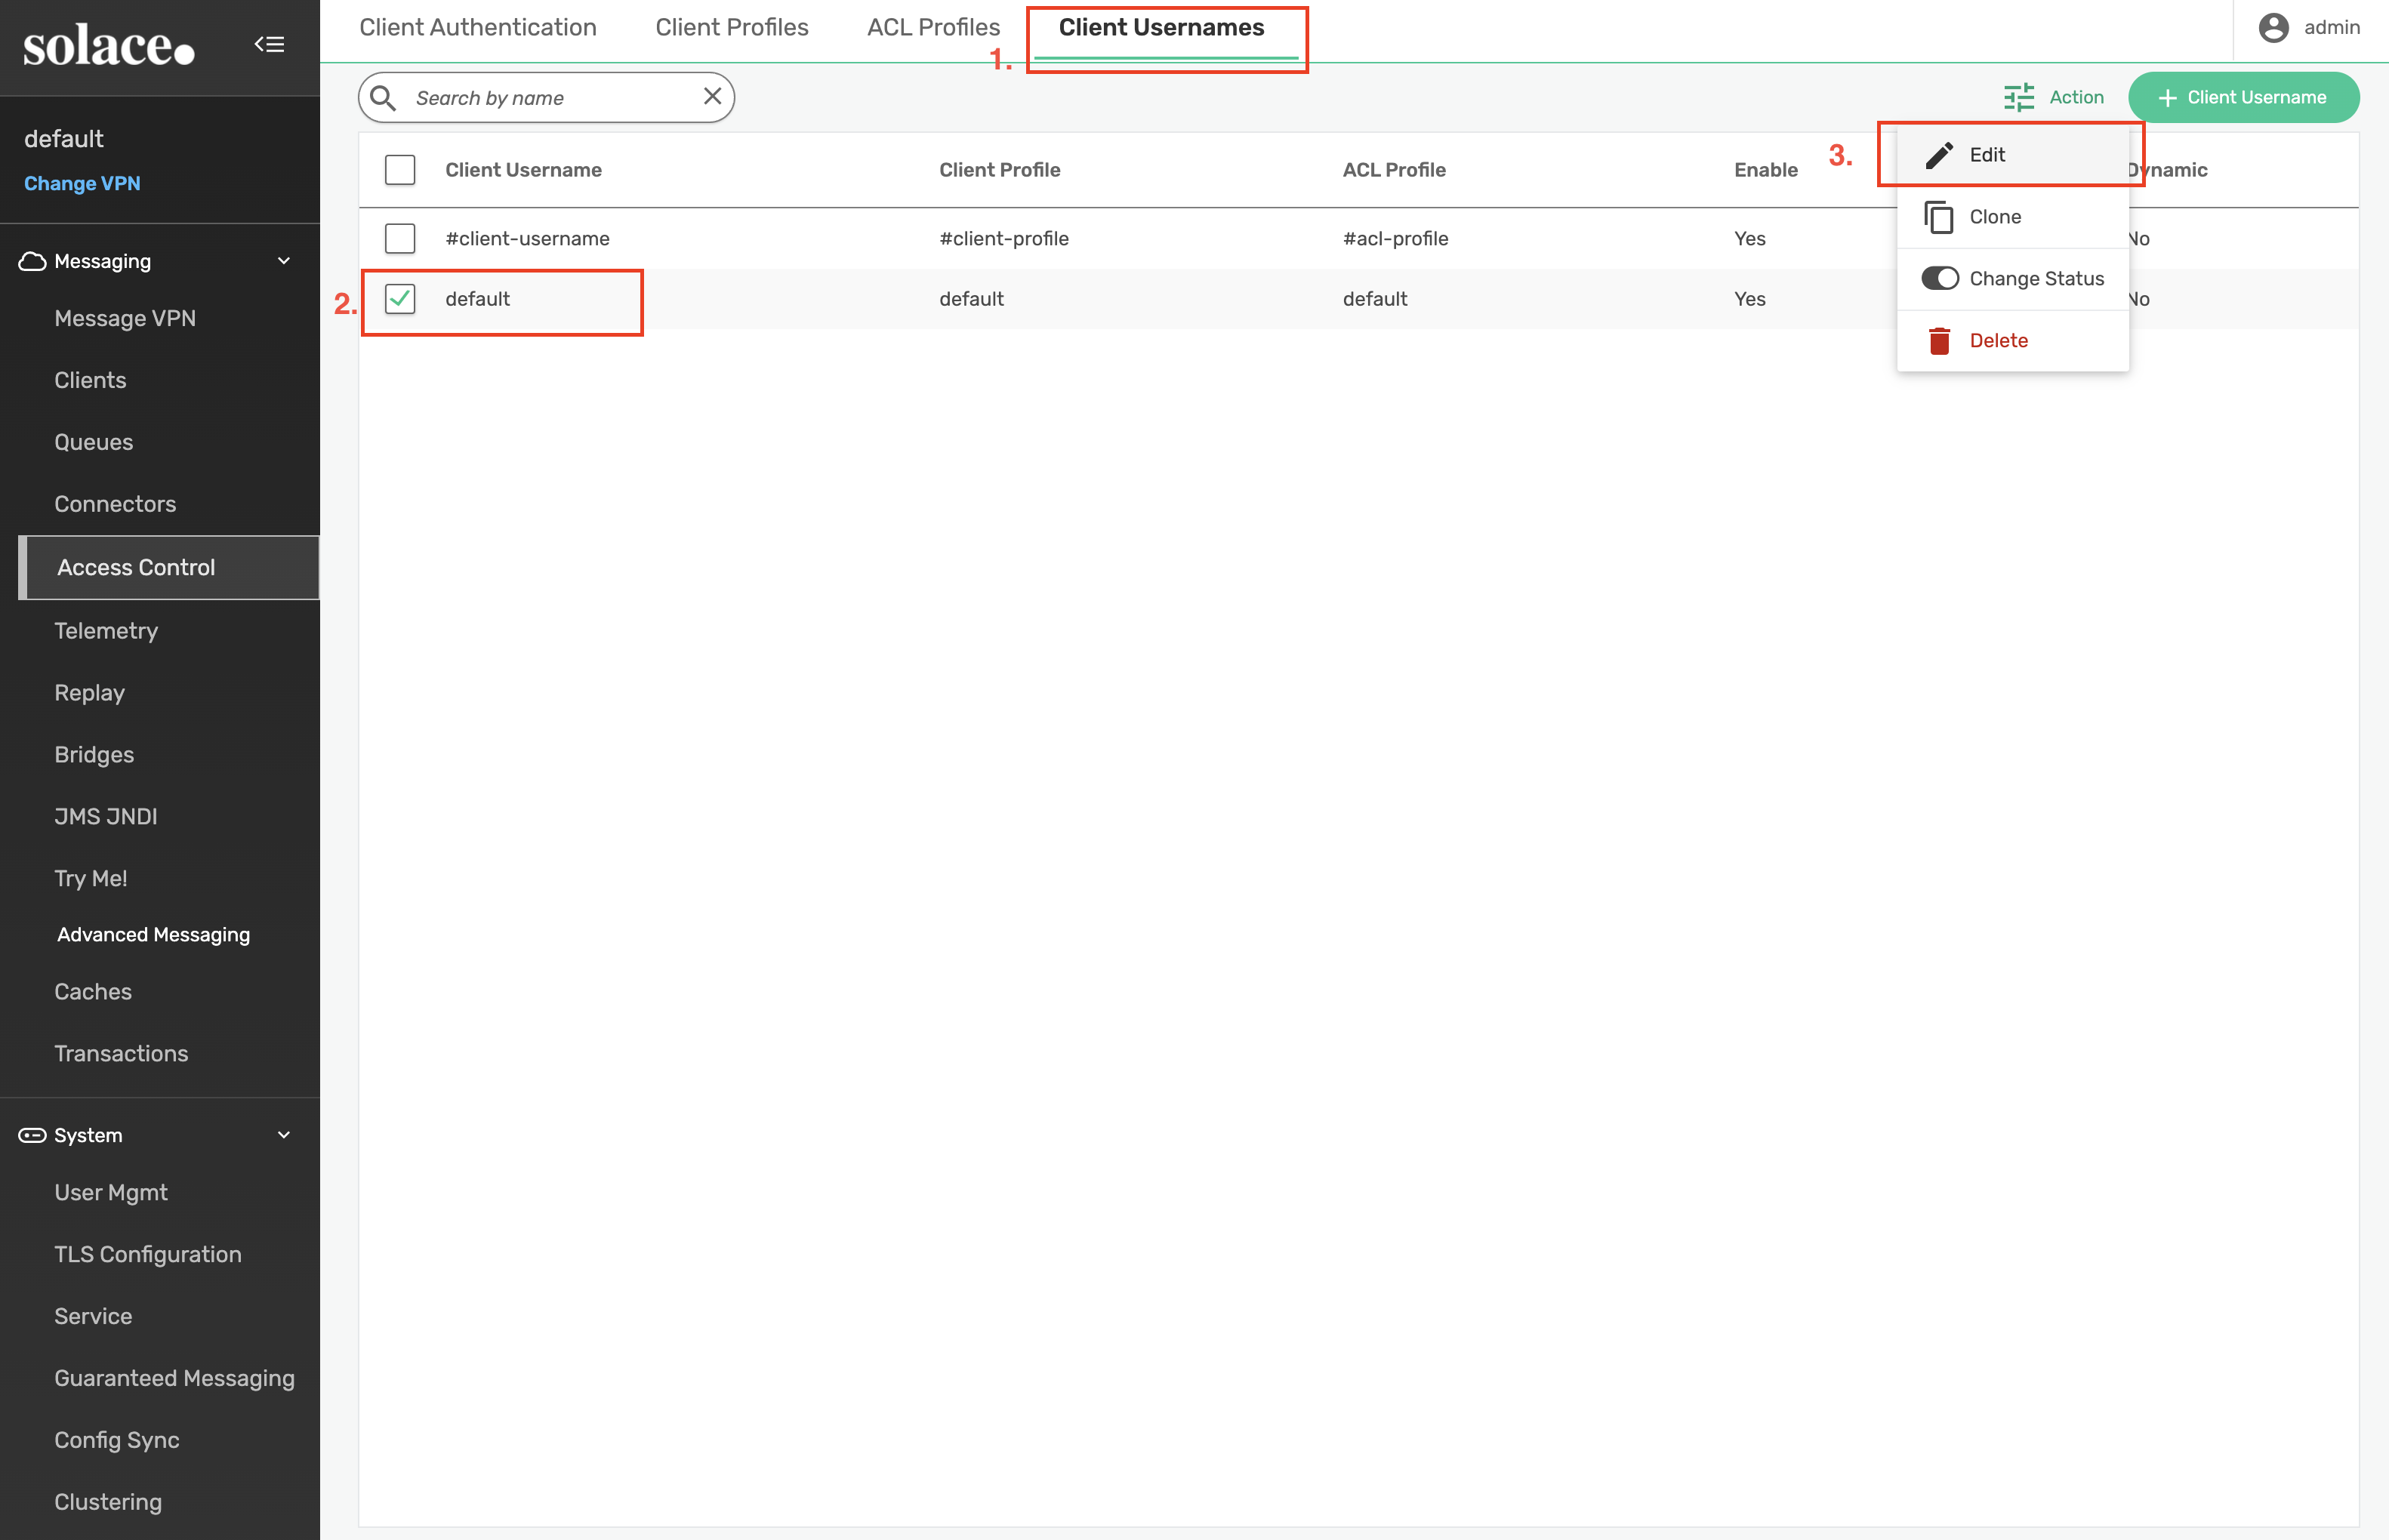 solace.
default
Change VPN
Messaging
Message VPN
Clients
Queues
Connectors
Access Control
Telemetry
Replay
Bridges
JMS JNDI
Try Me!
Advanced Messaging
Caches
Transactions
System
User Mgmt
TLS Configuration
Service
Guaranteed Messaging
Config Sync
Clustering
Client Authentication Client Profiles ACL Profiles Client Usernames admin
1.
Search by name Action + Client Username
Client Username Client Profile ACL Profile Enable Dynamic
#client-username #client-profile #acl-profile Yes No
2. default default default Yes No
3. Edit
Clone
Change Status
Delete